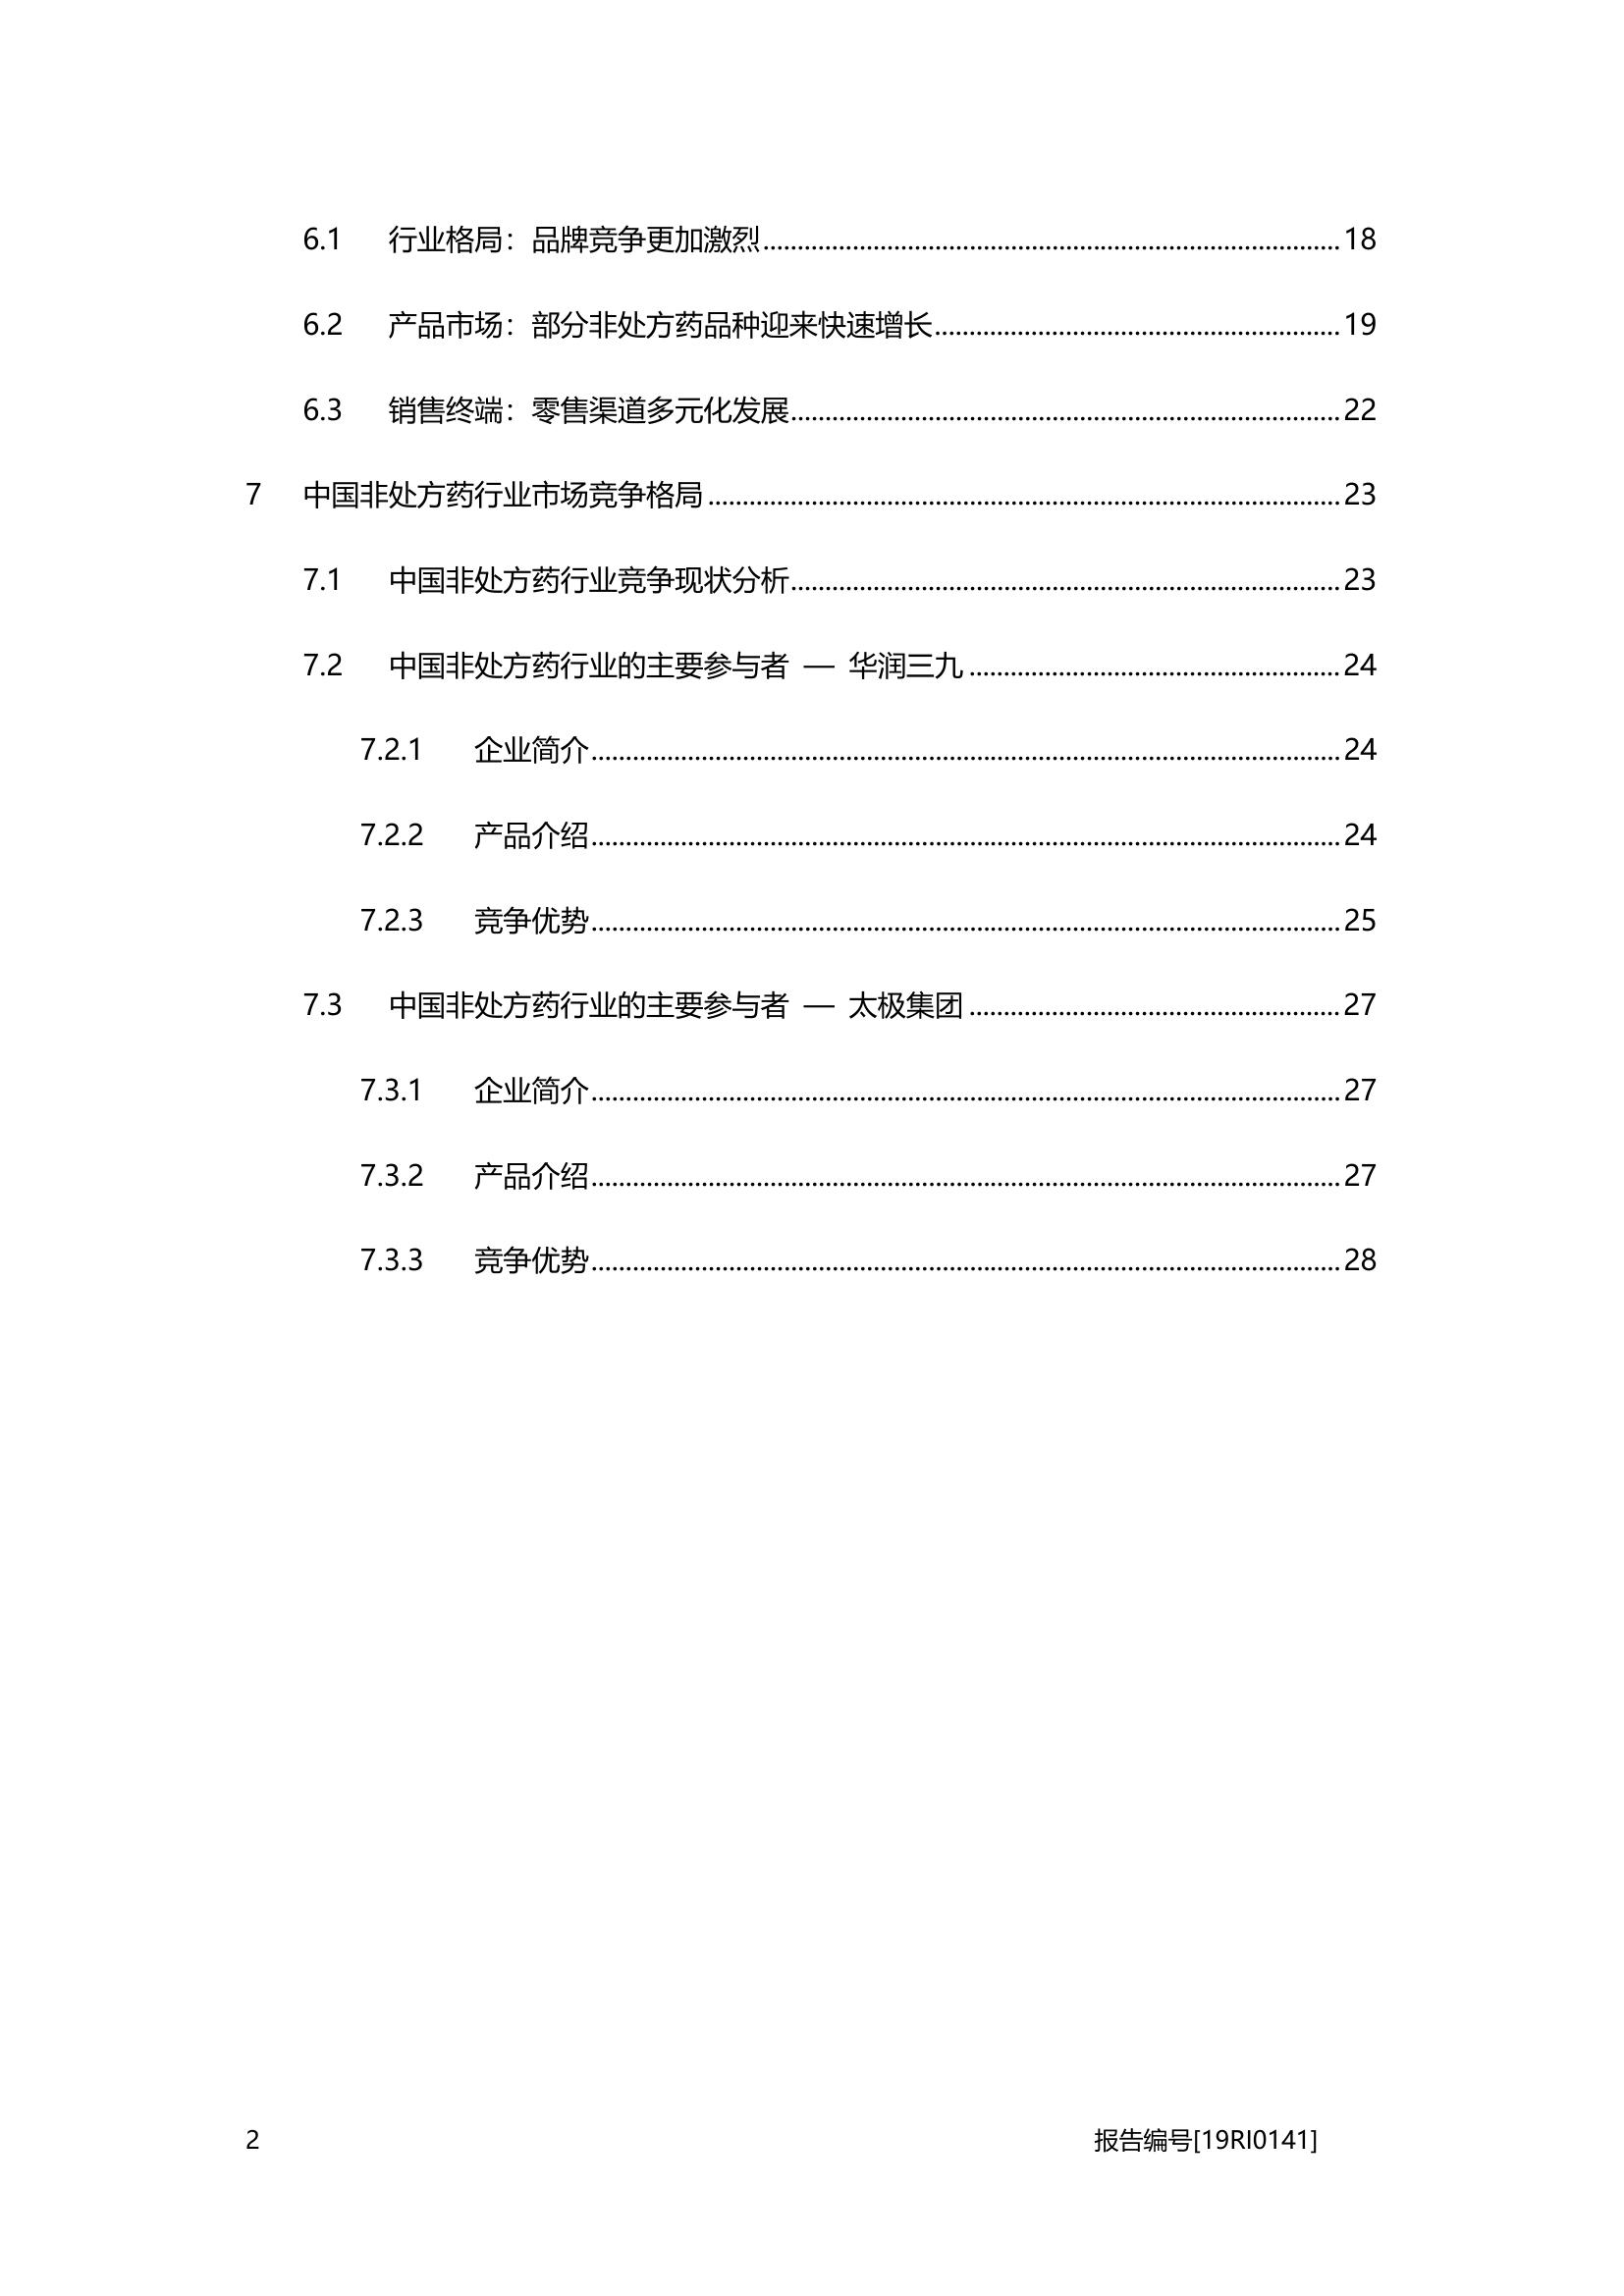 6.1 行业格局：品牌竞争更加激烈........................................18
6.2 产品市场：部分非处方药品种迎来快速增长........................................19
6.3 销售终端：零售渠道多元化发展........................................22
7 中国非处方药行业市场竞争格局........................................23
7.1 中国非处方药行业竞争现状分析........................................23
7.2 中国非处方药行业的主要参与者 — 华润三九........................................24
7.2.1 企业简介........................................24
7.2.2 产品介绍........................................24
7.2.3 竞争优势........................................25
7.3 中国非处方药行业的主要参与者 — 太极集团........................................27
7.3.1 企业简介........................................27
7.3.2 产品介绍........................................27
7.3.3 竞争优势........................................28
2 报告编号[19RI0141]